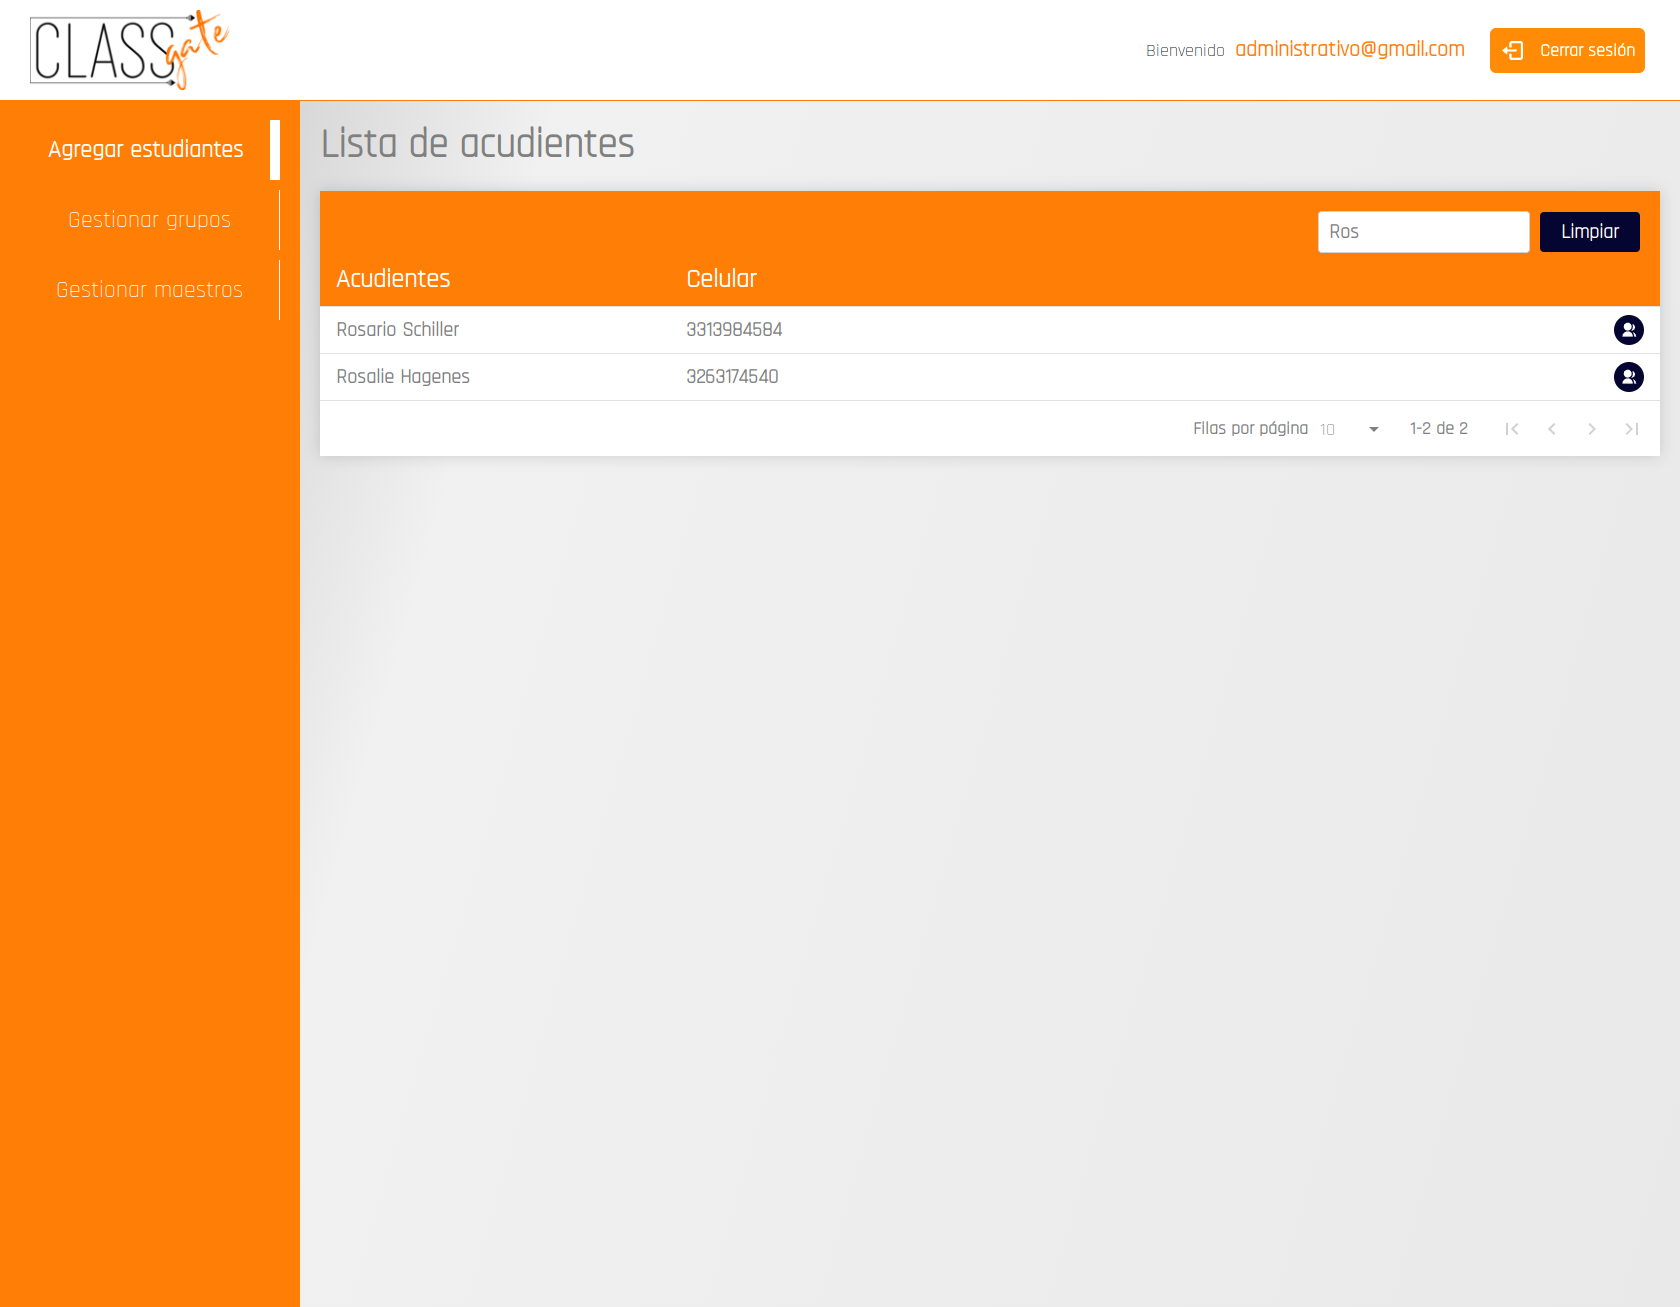 CLASSgate
Bienvenido administrativo@gmail.com Cerrar sesión
Agregar estudiantes
Gestionar grupos
Gestionar maestros
Lista de acudientes
Ros Limpiar
Acudientes Celular
Rosario Schiller 3313984584
Rosalie Hagenes 3263174540
Filas por página 10 1-2 de 2